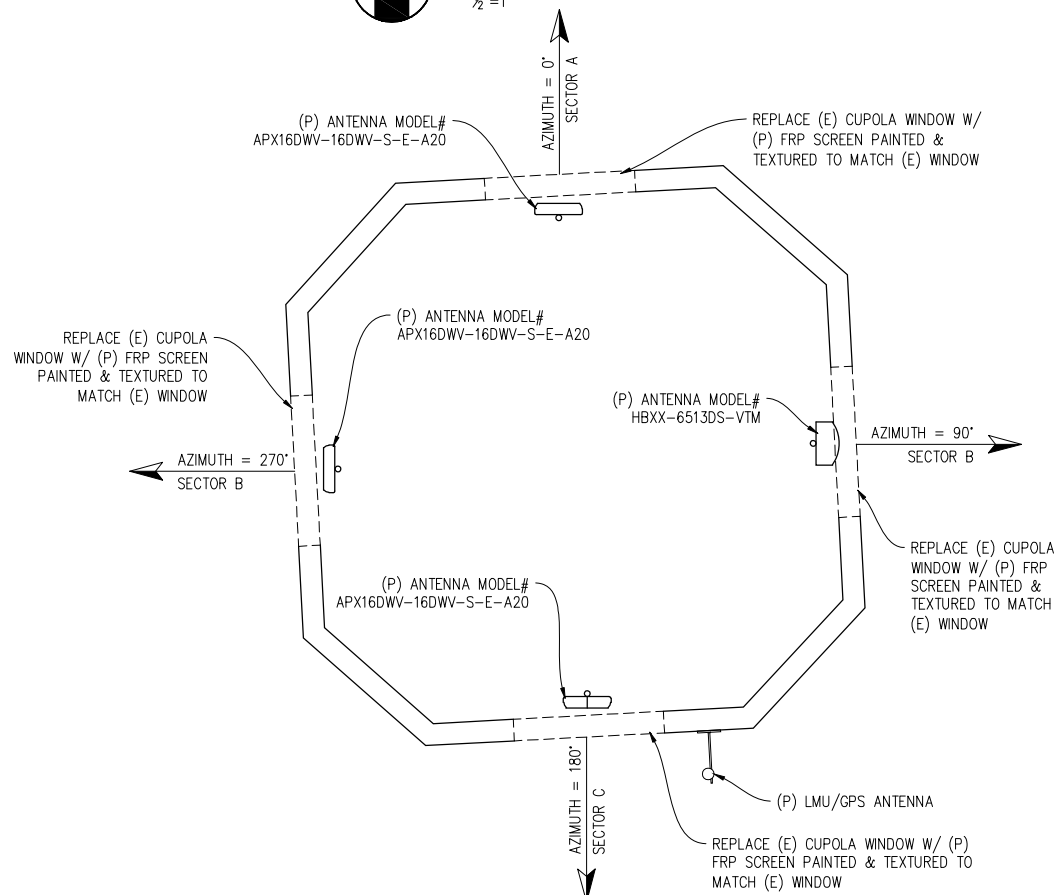 ½"=1'
AZIMUTH = 0°
SECTOR A
(P) ANTENNA MODEL#
APX16DWV-16DWV-S-E-A20
REPLACE (E) CUPOLA WINDOW W/
(P) FRP SCREEN PAINTED &
TEXTURED TO MATCH (E) WINDOW
(P) ANTENNA MODEL#
APX16DWV-16DWV-S-E-A20
REPLACE (E) CUPOLA
WINDOW W/ (P) FRP SCREEN
PAINTED & TEXTURED TO
MATCH (E) WINDOW
(P) ANTENNA MODEL#
HBXX-6513DS-VTM
AZIMUTH = 90°
SECTOR B
AZIMUTH = 270°
SECTOR B
REPLACE (E) CUPOLA
WINDOW W/ (P) FRP
SCREEN PAINTED &
TEXTURED TO MATCH
(E) WINDOW
(P) ANTENNA MODEL#
APX16DWV-16DWV-S-E-A20
AZIMUTH = 180°
SECTOR C
(P) LMU/GPS ANTENNA
REPLACE (E) CUPOLA WINDOW W/ (P)
FRP SCREEN PAINTED & TEXTURED TO
MATCH (E) WINDOW